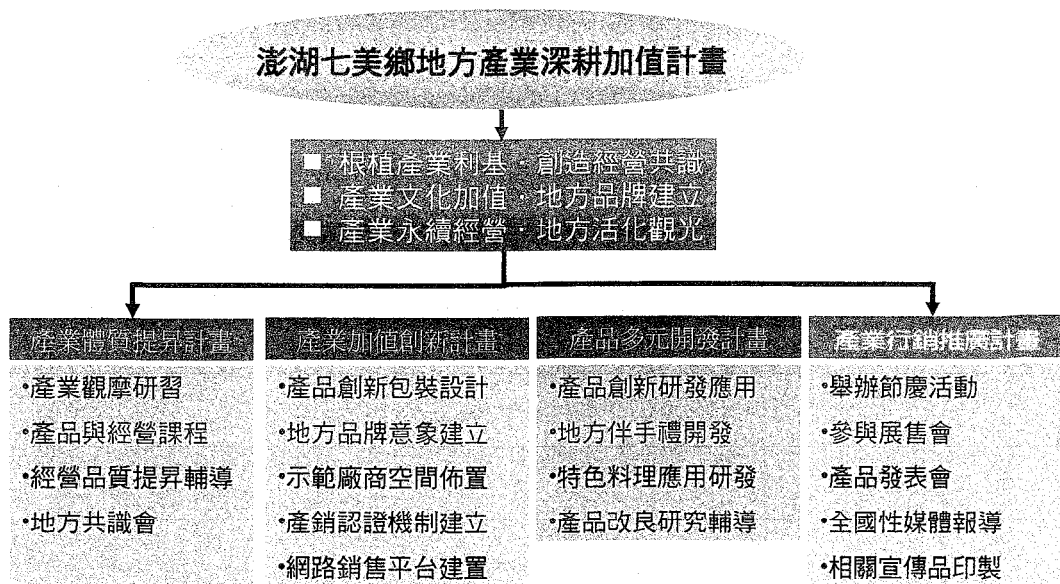 澎湖七美鄉地方產業深耕加值計畫
■ 根植產業利基‧創造經營共識
■ 產業文化加值‧地方品牌建立
■ 產業永續經營‧地方活化觀光
產業體質提昇計畫
•產業觀摩研習
•產品與經營課程
•經營品質提昇輔導
•地方共識會
產業加值創新計畫
•產品創新包裝設計
•地方品牌意象建立
•示範廠商空間佈置
•產銷認證機制建立
•網路銷售平台建置
產品多元開發計畫
•產品創新研發應用
•地方伴手禮開發
•特色料理應用研發
•產品改良研究輔導
產業行銷推廣計畫
•舉辦節慶活動
•參與展售會
•產品發表會
•全國性媒體報導
•相關宣傳品印製